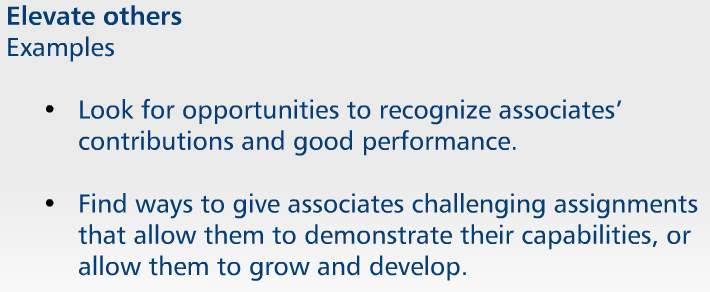 Elevate others
Examples
• Look for opportunities to recognize associates’
contributions and good performance.
• Find ways to give associates challenging assignments
that allow them to demonstrate their capabilities, or
allow them to grow and develop.